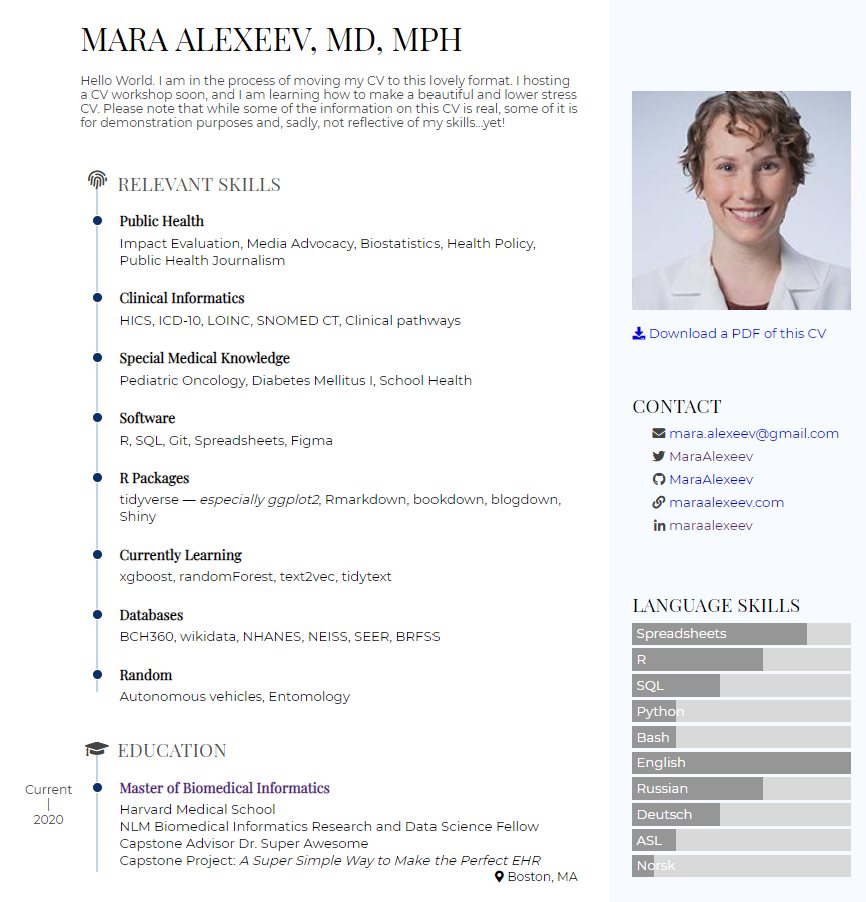 MARA ALEXEEV, MD, MPH
Hello World. I am in the process of moving my CV to this lovely format. I hosting
a CV workshop soon, and I am learning how to make a beautiful and lower stress
CV. Please note that while some of the information on this CV is real, some of it is
for demonstration purposes and, sadly, not reflective of my skills...yet!
RELEVANT SKILLS
Public Health
Impact Evaluation, Media Advocacy, Biostatistics, Health Policy,
Public Health Journalism
Clinical Informatics
HICS, ICD-10, LOINC, SNOMED CT, Clinical pathways
Special Medical Knowledge
Pediatric Oncology, Diabetes Mellitus I, School Health
Software
R, SQL, Git, Spreadsheets, Figma
R Packages
tidyverse — especially ggplot2, Rmarkdown, bookdown, blogdown,
Shiny
Currently Learning
xgboost, randomForest, text2vec, tidytext
Databases
BCH360, wikidata, NHANES, NEISS, SEER, BRFSS
Random
Autonomous vehicles, Entomology
EDUCATION
Current
2020
Master of Biomedical Informatics
Harvard Medical School
NLM Biomedical Informatics Research and Data Science Fellow
Capstone Advisor Dr. Super Awesome
Capstone Project: A Super Simple Way to Make the Perfect EHR
Boston, MA
Download a PDF of this CV
CONTACT
mara.alexeev@gmail.com
MaraAlexeev
MaraAlexeev
maraalexeev.com
maraalexeev
LANGUAGE SKILLS
Spreadsheets
R
SQL
Python
Bash
English
Russian
Deutsch
ASL
Norsk